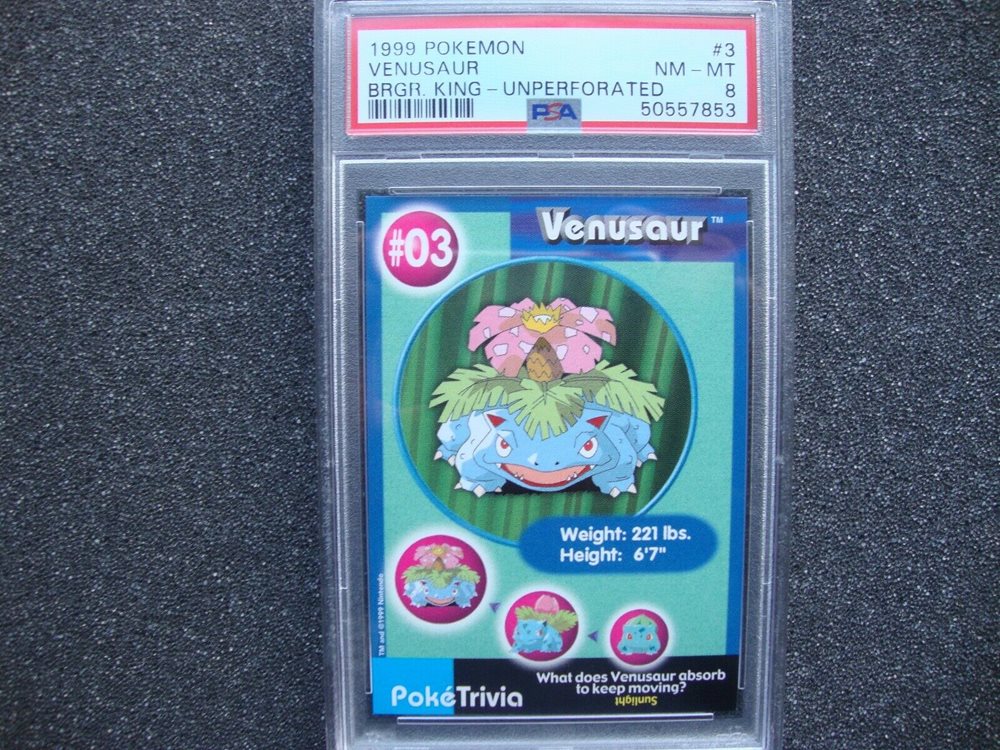 1999 POKEMON #3
VENUSAUR NM - MT
BRGR. KING - UNPERFORATED 8
PSA 50557853
#03
Venusaur™
Weight: 221 lbs.
Height: 6'7"
TM and ©1999 Nintendo
PokéTrivia
What does Venusaur absorb
to keep moving?
Sunlight